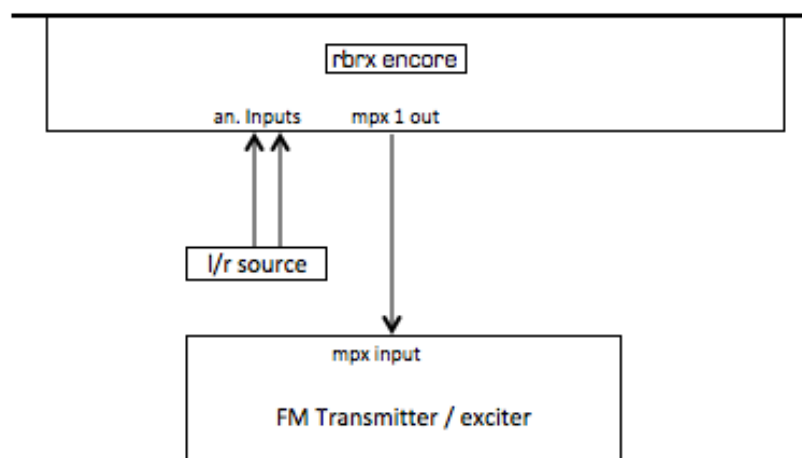 rbrx encore
an. Inputs mpx 1 out
l/r source
mpx input
FM Transmitter / exciter